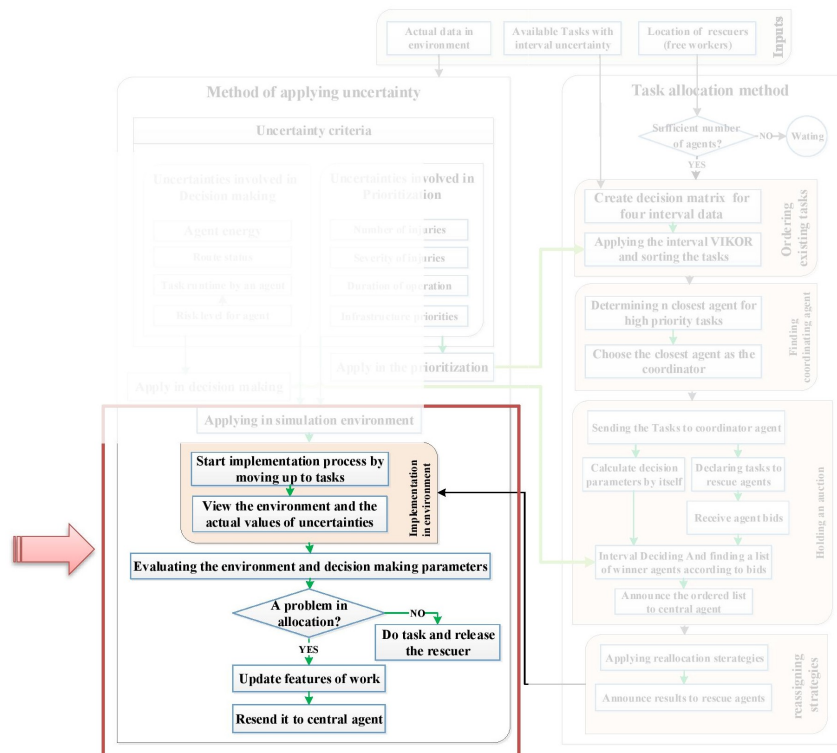 Actual data in
environment
Available Tasks with
interval uncertainty
Location of rescuers
(free workers)
Inputs
Method of applying uncertainty
Uncertainty criteria
Uncertainties involved in
Decision making
Agent energy
Route status
Task runtime by an agent
Risk level for agent
Uncertainties involved in
Prioritization
Number of injuries
Severity of injuries
Duration of operation
Infrastructure priorities
Apply in the prioritization
Apply in decision making
Applying in simulation environment
Start implementation process by
moving up to tasks
View the environment and the
actual values of uncertainties
Implementation
in environment
Evaluating the environment and decision making parameters
A problem in
allocation?
NO
Do task and release
the rescuer
YES
Update features of work
Resend it to central agent
Task allocation method
Sufficient number
of agents?
NO
Wating
YES
Create decision matrix for
four interval data
Applying the interval VIKOR
and sorting the tasks
Ordering
existing tasks
Determining n closest agent for
high priority tasks
Choose the closest agent as the
coordinator
Finding
coordinating agent
Sending the Tasks to coordinator agent
Calculate decision
parameters by itself
Declaring tasks to
rescue agents
Receive agent bids
Interval Deciding And finding a list
of winner agents according to bids
Announce the ordered list
to central agent
Holding an auction
Applying reallocation sterategies
Announce results to rescue agents
reassigning
strategies